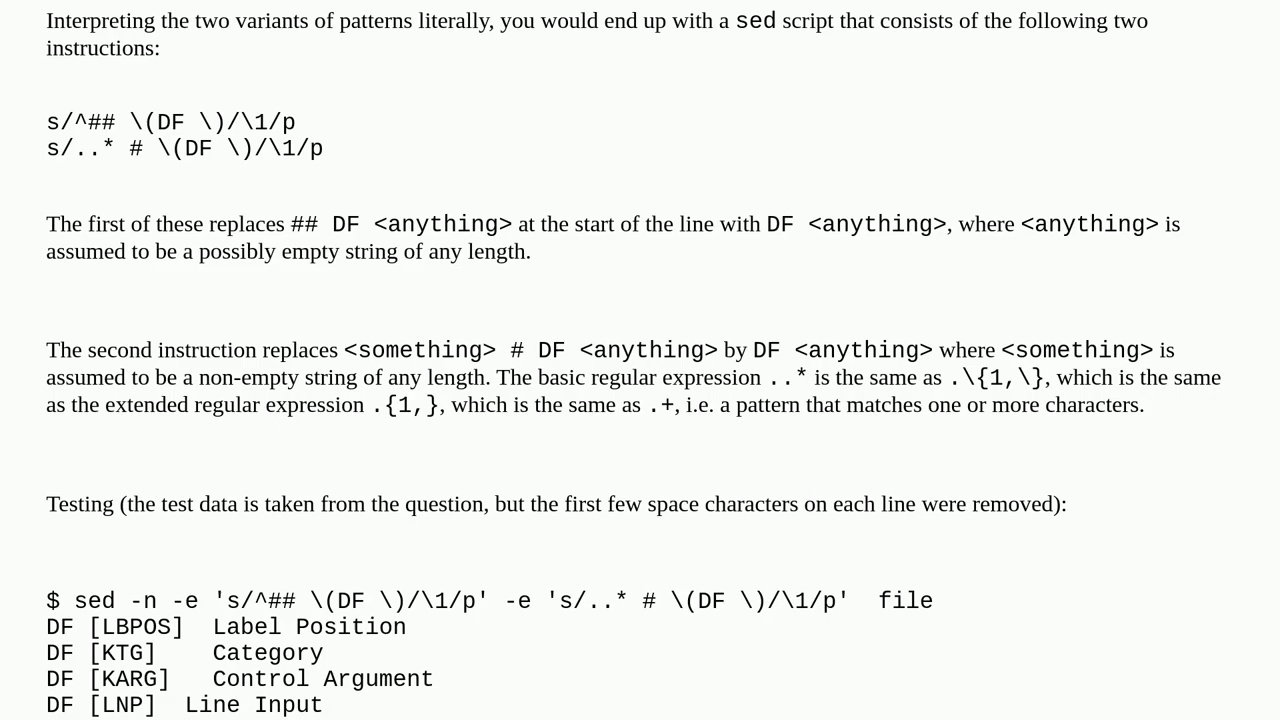 Interpreting the two variants of patterns literally, you would end up with a sed script that consists of the following two
instructions:
s/^## \(DF \)/\1/p
s/..* # \(DF \)/\1/p
The first of these replaces ## DF <anything> at the start of the line with DF <anything>, where <anything> is
assumed to be a possibly empty string of any length.
The second instruction replaces <something> # DF <anything> by DF <anything> where <something> is
assumed to be a non-empty string of any length. The basic regular expression ..* is the same as .\{1,\}, which is the same
as the extended regular expression .{1,}, which is the same as .+, i.e. a pattern that matches one or more characters.
Testing (the test data is taken from the question, but the first few space characters on each line were removed):
$ sed -n -e 's/^## \(DF \)/\1/p' -e 's/..* # \(DF \)/\1/p'  file
DF [LBPOS]  Label Position
DF [KTG]    Category
DF [KARG]   Control Argument
DF [LNP]  Line Input